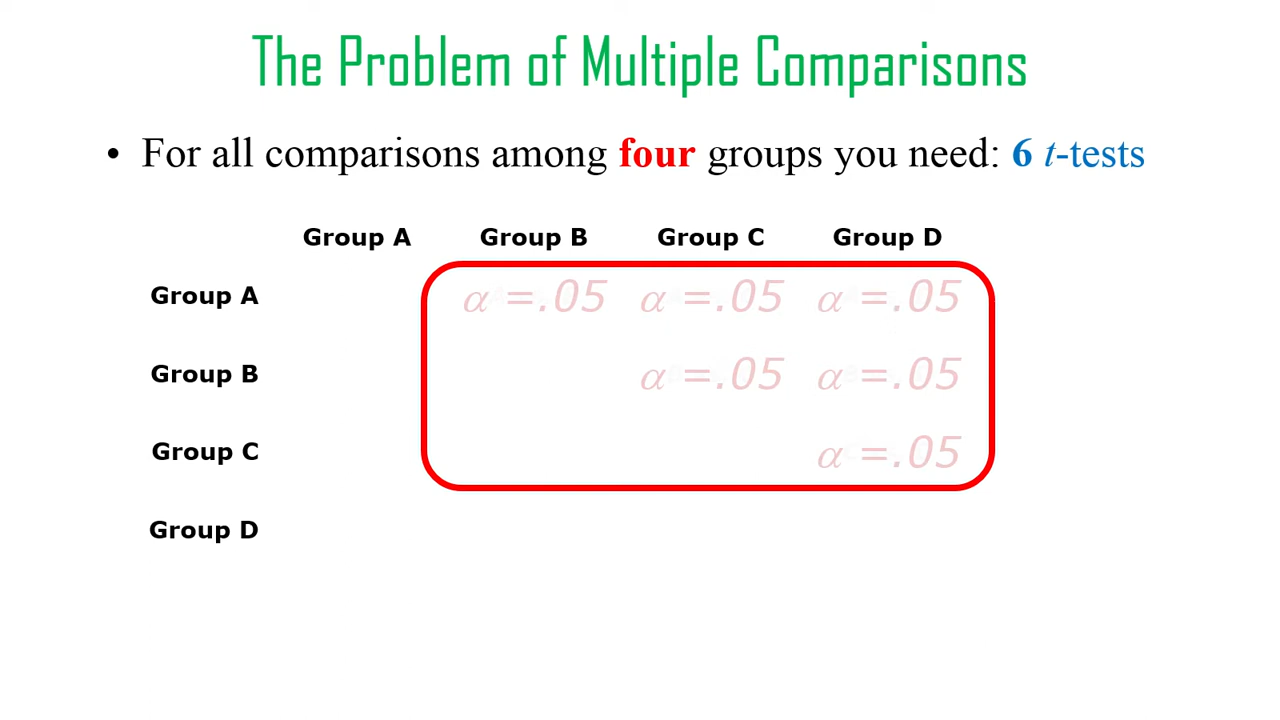 The Problem of Multiple Comparisons
• For all comparisons among four groups you need: 6 t-tests
Group A Group B Group C Group D
Group A α=.05 α=.05 α=.05
Group B α=.05 α=.05
Group C α=.05
Group D